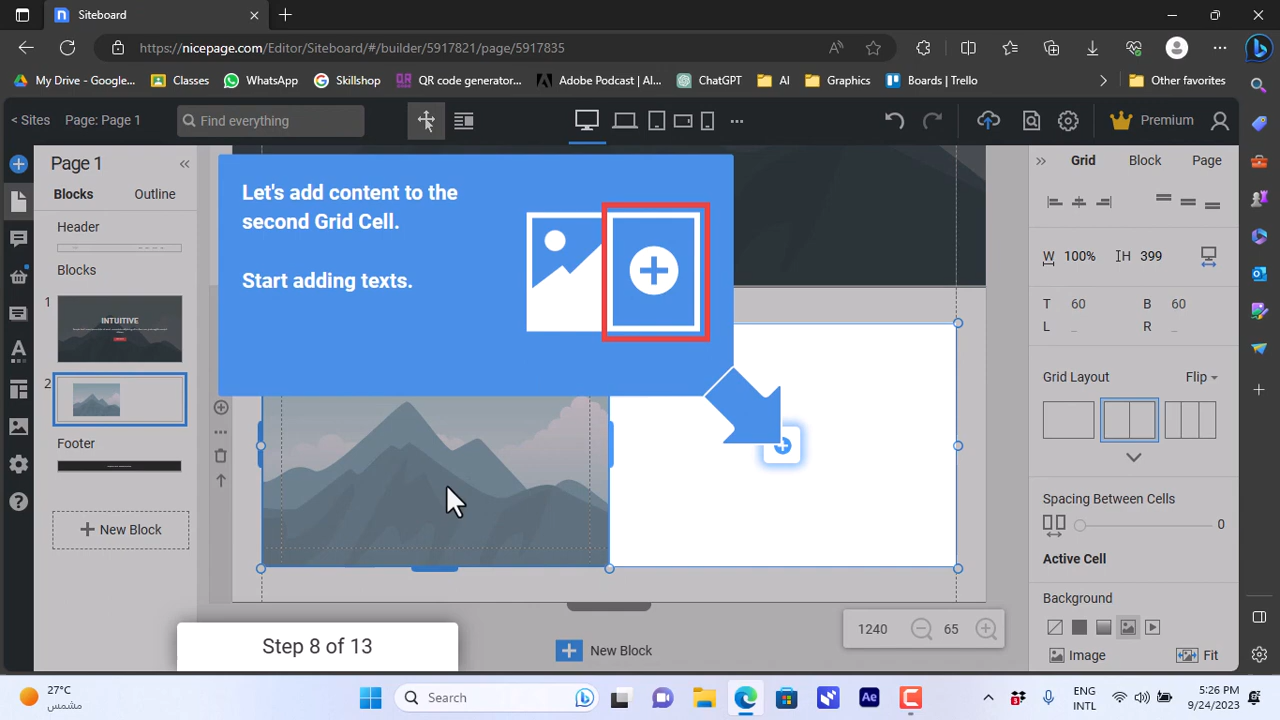 Siteboard
https://nicepage.com/Editor/Siteboard/#/builder/5917821/page/5917835
My Drive - Google...
Classes
WhatsApp
Skillshop
QR code generator...
Adobe Podcast | AI...
ChatGPT
AI
Graphics
Boards | Trello
Other favorites
< Sites
Page: Page 1
Find everything
Premium
Page 1
Blocks
Outline
Header
Blocks
1
INTUITIVE
2
Footer
New Block
Let's add content to the
second Grid Cell.
Start adding texts.
Step 8 of 13
New Block
1240
65
Grid
Block
Page
W 100%
H 399
T 60
B 60
L _
R _
Grid Layout
Flip
Spacing Between Cells
0
Active Cell
Background
Image
Fit
27°C
مشمس
Search
Ae
ENG
INTL
5:26 PM
9/24/2023